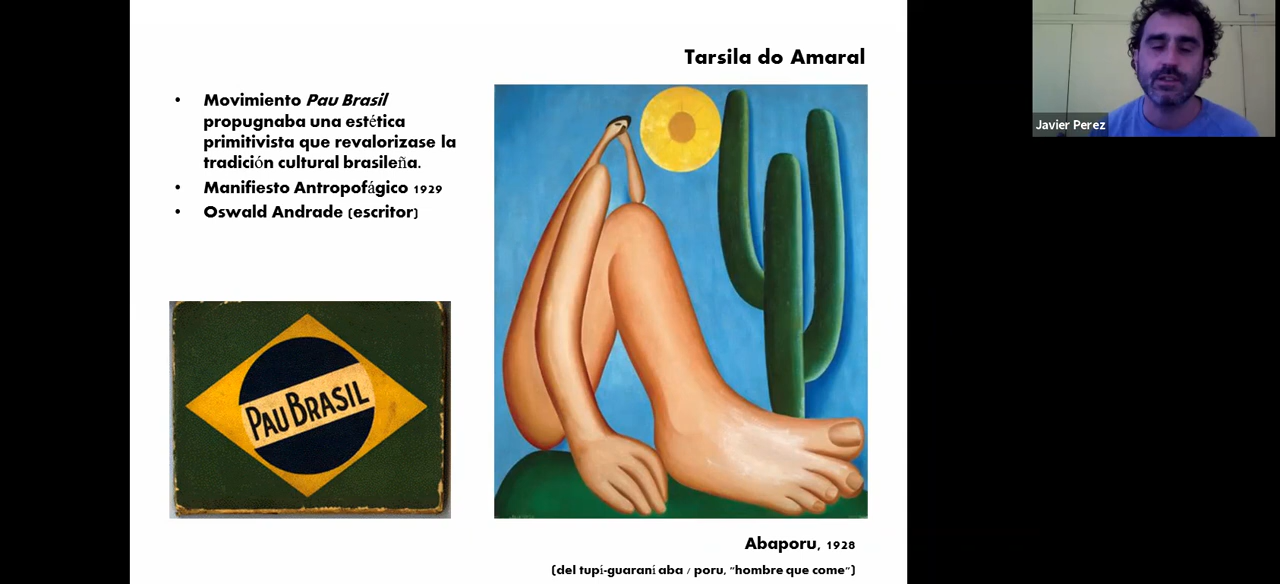 Tarsila do Amaral
Javier Perez
• Movimiento Pau Brasil
propugnaba una estética
primitivista que revalorizase la
tradición cultural brasileña.
• Manifiesto Antropofágico 1929
• Oswald Andrade (escritor)
PAU BRASIL
Abaporu, 1928
(del tupí-guaraní aba / poru, "hombre que come")